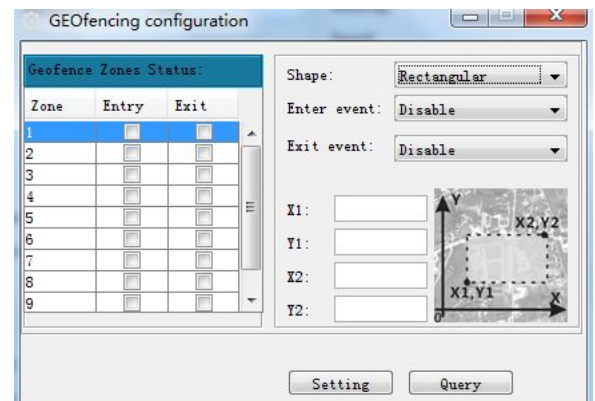 GEOfencing configuration
Geofence Zones Status:
Zone Entry Exit
1
2
3
4
5
6
7
8
9
Shape: Rectangular
Enter event: Disable
Exit event: Disable
X1:
Y1:
X2:
Y2:
Y
X2,Y2
X1,Y1
X
0
Setting Query